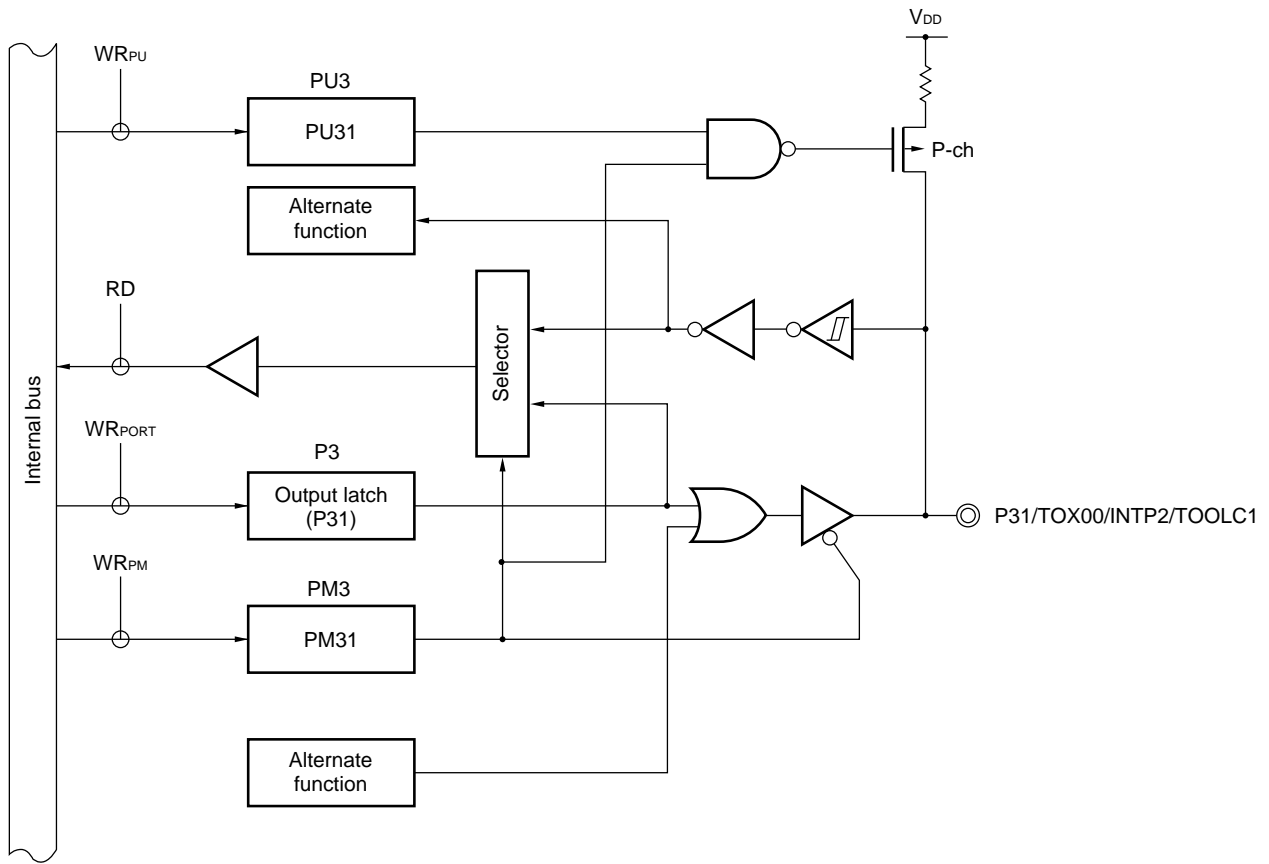 VDD
WRPU
PU3
PU31
P-ch
Alternate
function
RD
Selector
Internal bus
WRPORT
P3
Output latch
(P31)
P31/TOX00/INTP2/TOOLC1
WRPM
PM3
PM31
Alternate
function